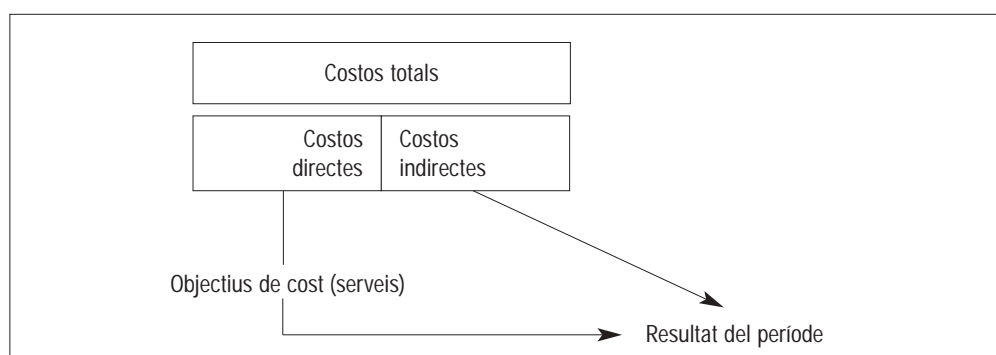 Costos totals
Costos
directes
Costos
indirectes
Objectius de cost (serveis)
Resultat del període